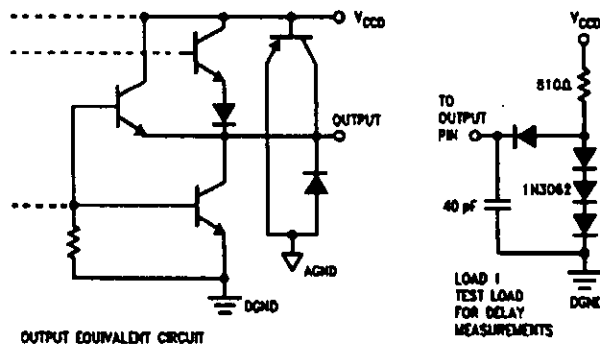 VCCD
VCCD
510Ω
TO
OUTPUT
PIN
OUTPUT
1N3062
40 pF
AGND
DGND
DGND
LOAD 1
TEST LOAD
FOR DELAY
MEASUREMENTS
OUTPUT EQUIVALENT CIRCUIT